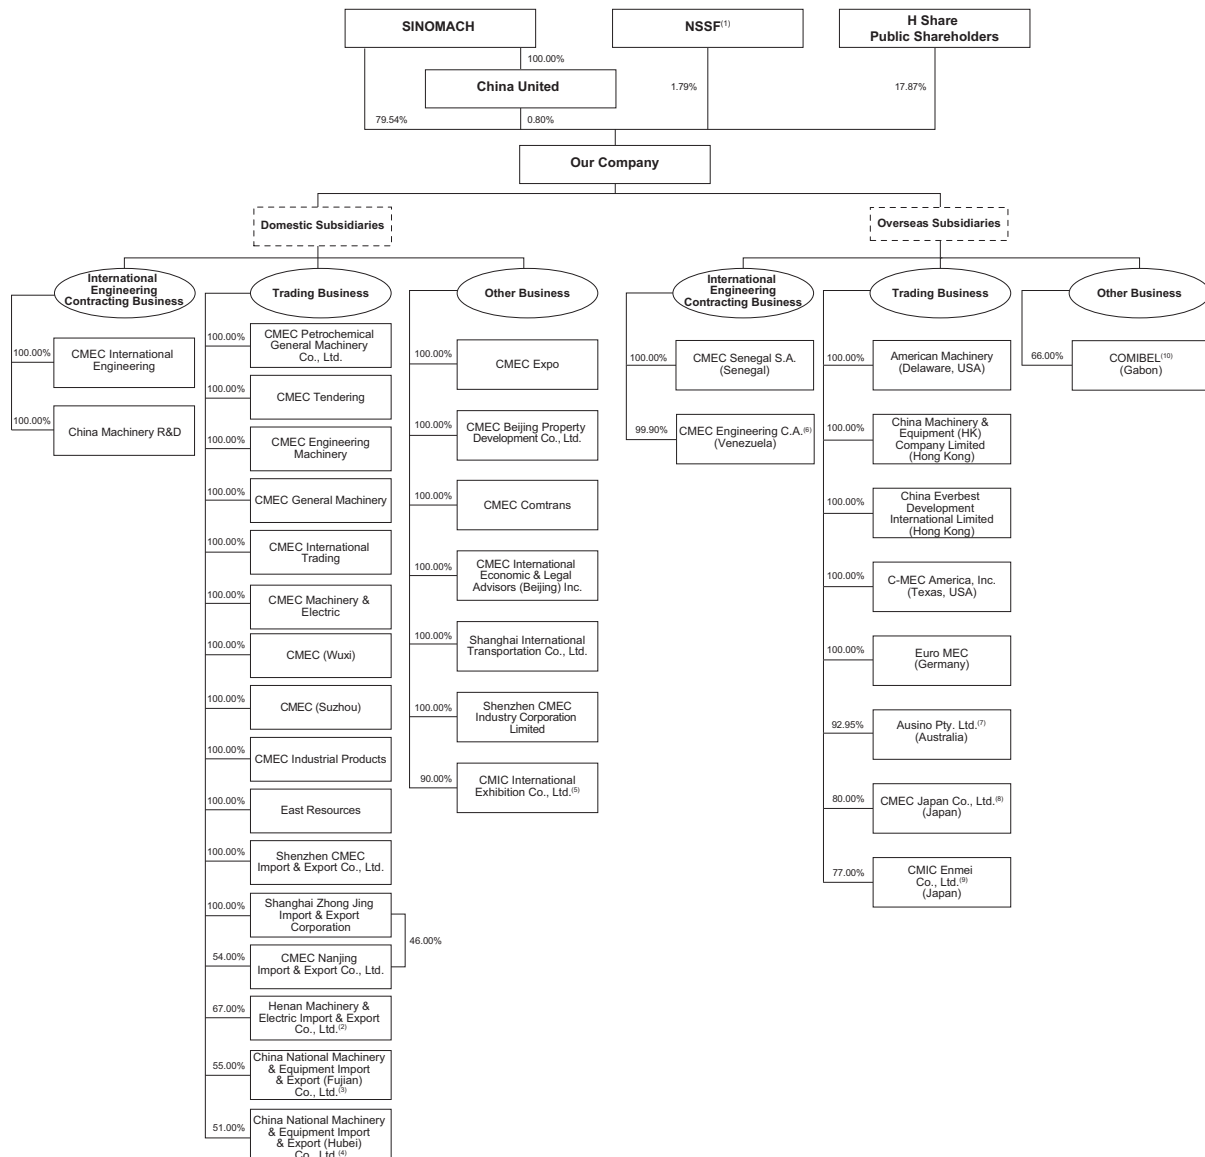 SINOMACH
NSSF(1)
H Share
Public Shareholders
100.00%
China United
1.79%
17.87%
79.54%
0.80%
Our Company
Domestic Subsidiaries
Overseas Subsidiaries
International
Engineering
Contracting Business
Trading Business
Other Business
International
Engineering
Contracting Business
Trading Business
Other Business
100.00%
CMEC International
Engineering
100.00%
China Machinery R&D
100.00%
CMEC Petrochemical
General Machinery
Co., Ltd.
100.00%
CMEC Tendering
100.00%
CMEC Engineering
Machinery
100.00%
CMEC General Machinery
100.00%
CMEC International
Trading
100.00%
CMEC Machinery &
Electric
100.00%
CMEC (Wuxi)
100.00%
CMEC (Suzhou)
100.00%
CMEC Industrial Products
100.00%
East Resources
100.00%
Shenzhen CMEC
Import & Export Co., Ltd.
100.00%
Shanghai Zhong Jing
Import & Export
Corporation
46.00%
54.00%
CMEC Nanjing
Import & Export Co., Ltd.
67.00%
Henan Machinery &
Electric Import & Export
Co., Ltd.(2)
55.00%
China National Machinery
& Equipment Import
& Export (Fujian)
Co., Ltd.(3)
51.00%
China National Machinery
& Equipment Import
& Export (Hubei)
Co., Ltd.(4)
100.00%
CMEC Expo
100.00%
CMEC Beijing Property
Development Co., Ltd.
100.00%
CMEC Comtrans
100.00%
CMEC International
Economic & Legal
Advisors (Beijing) Inc.
100.00%
Shanghai International
Transportation Co., Ltd.
100.00%
Shenzhen CMEC
Industry Corporation
Limited
90.00%
CMIC International
Exhibition Co., Ltd.(5)
100.00%
CMEC Senegal S.A.
(Senegal)
99.90%
CMEC Engineering C.A.(6)
(Venezuela)
100.00%
American Machinery
(Delaware, USA)
100.00%
China Machinery &
Equipment (HK)
Company Limited
(Hong Kong)
100.00%
China Everbest
Development
International Limited
(Hong Kong)
100.00%
C-MEC America, Inc.
(Texas, USA)
100.00%
Euro MEC
(Germany)
92.95%
Ausino Pty. Ltd.(7)
(Australia)
80.00%
CMEC Japan Co., Ltd.(8)
(Japan)
77.00%
CMIC Enmei
Co., Ltd.(9)
(Japan)
66.00%
COMIBEL(10)
(Gabon)